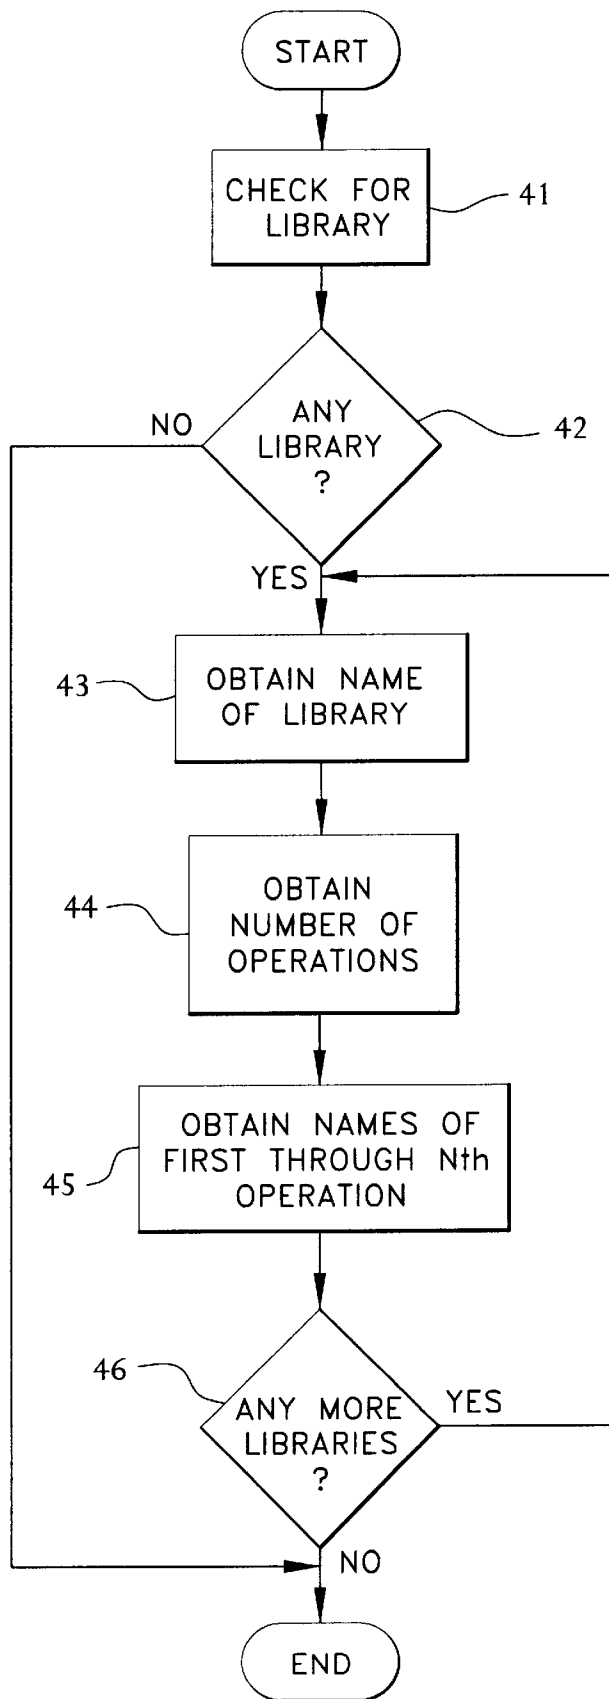 START
CHECK FOR
LIBRARY
41
ANY
LIBRARY
?
42
NO
YES
43
OBTAIN NAME
OF LIBRARY
44
OBTAIN
NUMBER OF
OPERATIONS
45
OBTAIN NAMES OF
FIRST THROUGH Nth
OPERATION
46
ANY MORE
LIBRARIES
?
YES
NO
END